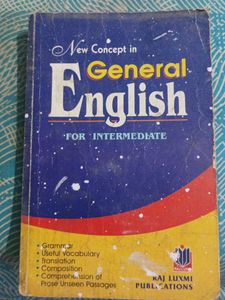 New Concept in
General
English
FOR INTERMEDIATE
• Grammar
• Useful Vocabulary
• Translation
• Composition
• Comprehension of
Prose Unseen Passages
RAJ LUXMI
PUBLICATIONS